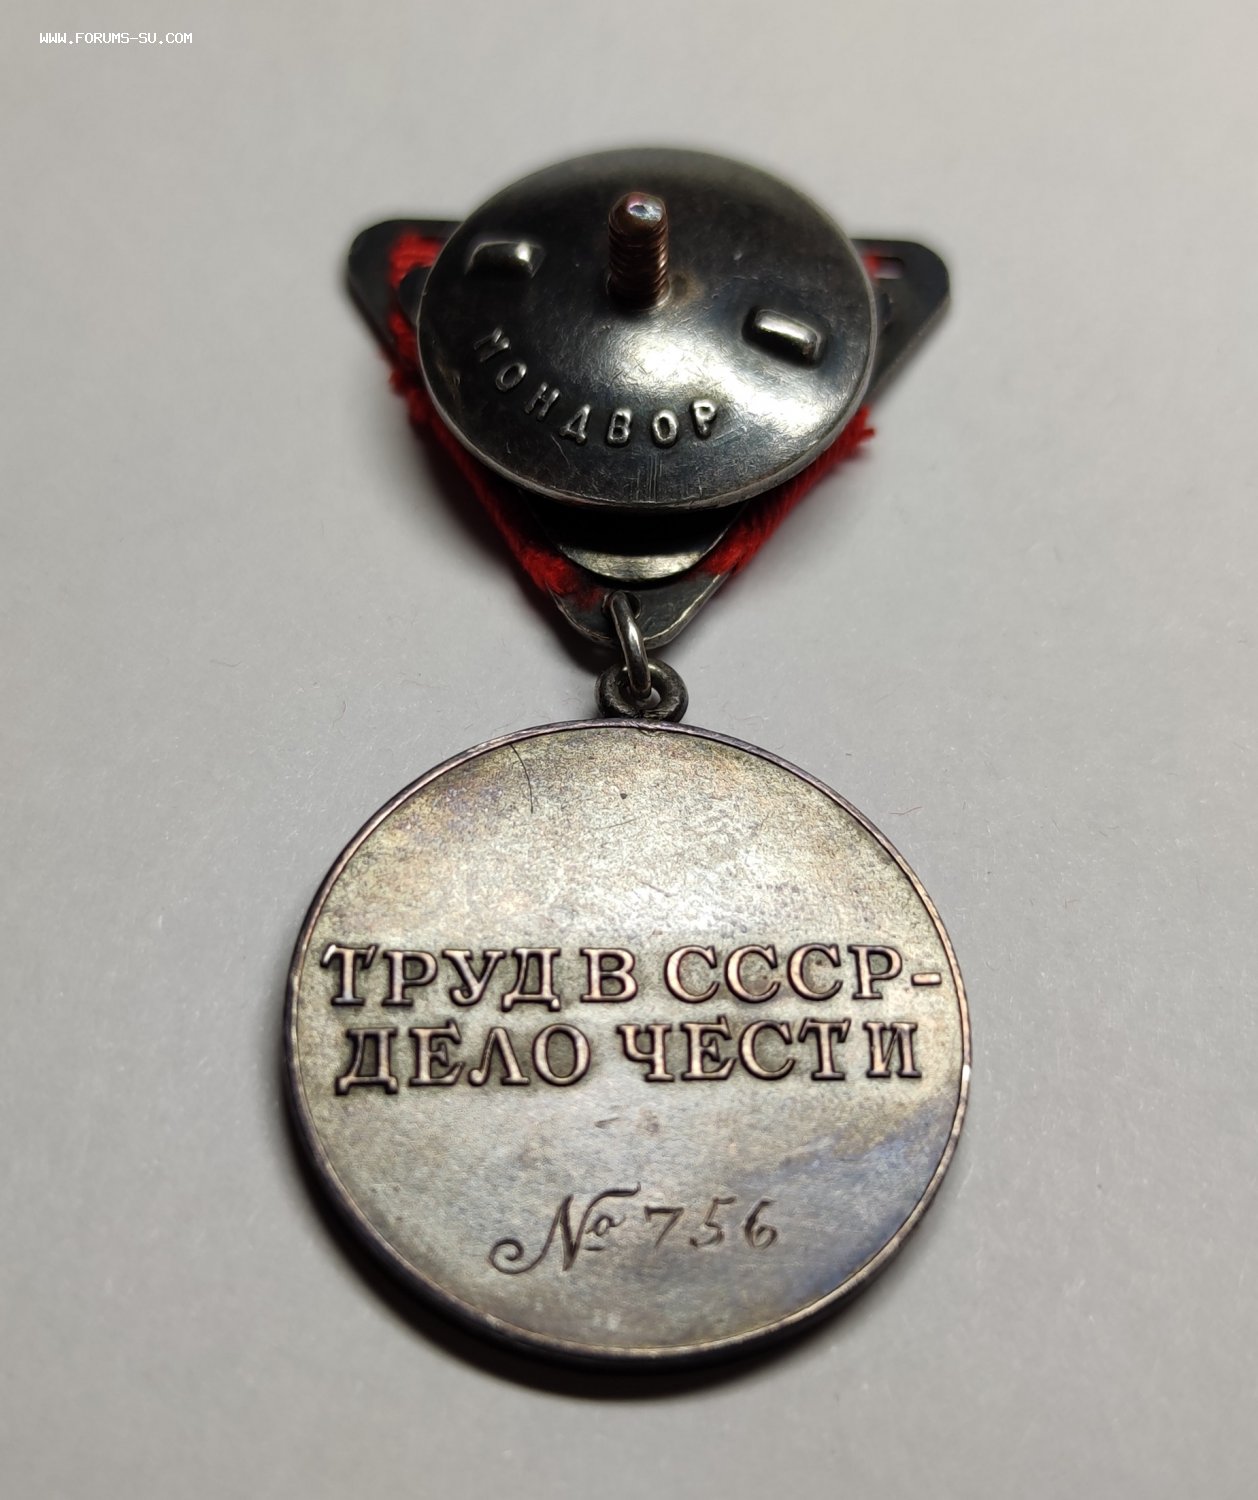 WWW.FORUMS-SU.COM
МОНДВОР
ТРУД В СССР-
ДЕЛО ЧЕСТИ
№ 756